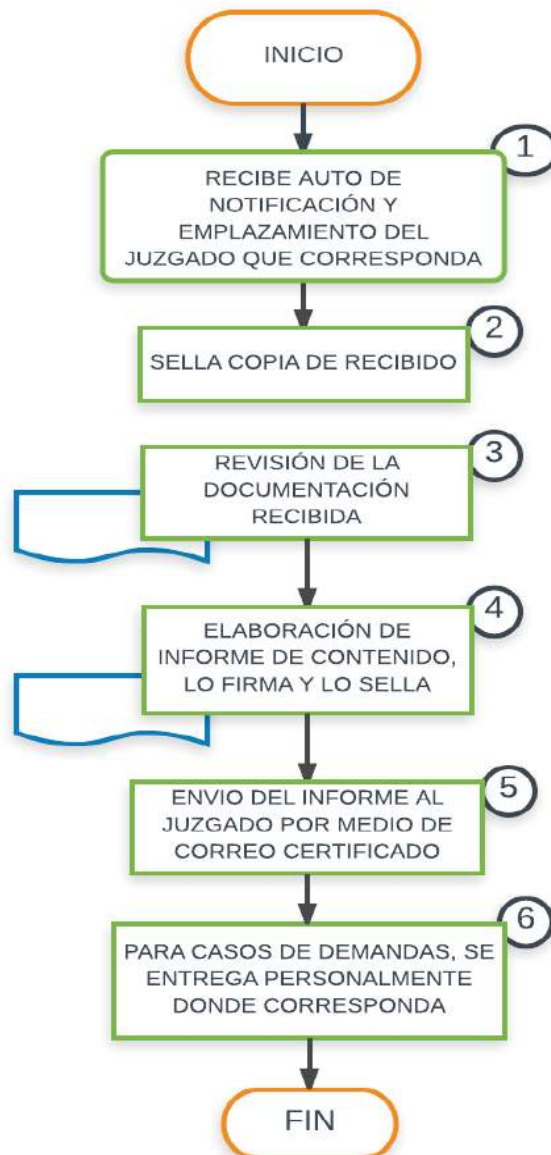 INICIO
1
RECIBE AUTO DE
NOTIFICACIÓN Y
EMPLAZAMIENTO DEL
JUZGADO QUE CORRESPONDA
2
SELLA COPIA DE RECIBIDO
3
REVISIÓN DE LA
DOCUMENTACIÓN
RECIBIDA
4
ELABORACIÓN DE
INFORME DE CONTENIDO,
LO FIRMA Y LO SELLA
5
ENVIO DEL INFORME AL
JUZGADO POR MEDIO DE
CORREO CERTIFICADO
6
PARA CASOS DE DEMANDAS, SE
ENTREGA PERSONALMENTE
DONDE CORRESPONDA
FIN